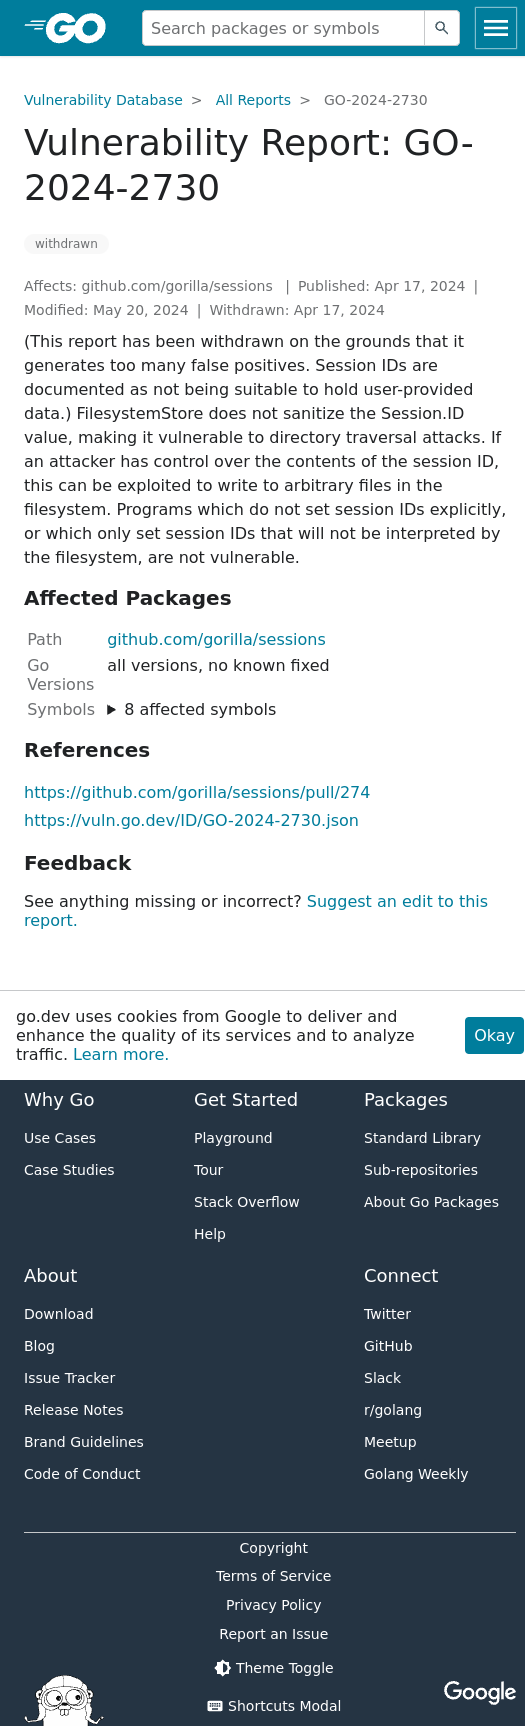 GO
Search packages or symbols
Vulnerability Database > All Reports > GO-2024-2730
Vulnerability Report: GO-
2024-2730
withdrawn
Affects: github.com/gorilla/sessions | Published: Apr 17, 2024 |
Modified: May 20, 2024 | Withdrawn: Apr 17, 2024
(This report has been withdrawn on the grounds that it
generates too many false positives. Session IDs are
documented as not being suitable to hold user-provided
data.) FilesystemStore does not sanitize the Session.ID
value, making it vulnerable to directory traversal attacks. If
an attacker has control over the contents of the session ID,
this can be exploited to write to arbitrary files in the
filesystem. Programs which do not set session IDs explicitly,
or which only set session IDs that will not be interpreted by
the filesystem, are not vulnerable.
Affected Packages
Path github.com/gorilla/sessions
Go all versions, no known fixed
Versions
Symbols ▶ 8 affected symbols
References
https://github.com/gorilla/sessions/pull/274
https://vuln.go.dev/ID/GO-2024-2730.json
Feedback
See anything missing or incorrect? Suggest an edit to this
report.
go.dev uses cookies from Google to deliver and
enhance the quality of its services and to analyze
traffic. Learn more.
Okay
Why Go
Use Cases
Case Studies
Get Started
Playground
Tour
Stack Overflow
Help
Packages
Standard Library
Sub-repositories
About Go Packages
About
Download
Blog
Issue Tracker
Release Notes
Brand Guidelines
Code of Conduct
Connect
Twitter
GitHub
Slack
r/golang
Meetup
Golang Weekly
Copyright
Terms of Service
Privacy Policy
Report an Issue
Theme Toggle
Shortcuts Modal
Google